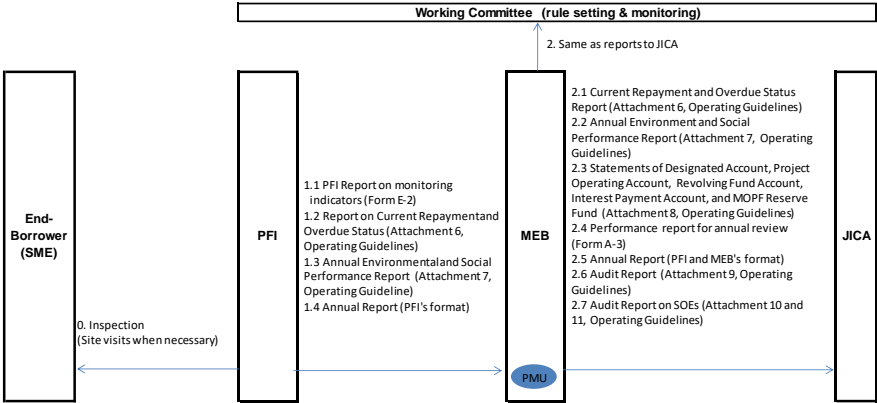 Working Committee (rule setting & monitoring)
2. Same as reports to JICA
End-
Borrower
(SME)
0. Inspection
(Site visits when necessary)
PFI
1.1 PFI Report on monitoring
indicators (Form E-2)
1.2 Report on Current Repayment and
Overdue Status (Attachment 6,
Operating Guidelines)
1.3 Annual Environmental and Social
Performance Report (Attachment 7,
Operating Guideline)
1.4 Annual Report (PFI's format)
MEB
PMU
2.1 Current Repayment and Overdue Status
Report (Attachment 6, Operating Guidelines)
2.2 Annual Environment and Social
Performance Report (Attachment 7, Operating
Guidelines)
2.3 Statements of Designated Account, Project
Operating Account, Revolving Fund Account,
Interest Payment Account, and MOPF Reserve
Fund (Attachment 8, Operating Guidelines)
2.4 Performance report for annual review
(Form A-3)
2.5 Annual Report (PFI and MEB's format)
2.6 Audit Report (Attachment 9, Operating
Guidelines)
2.7 Audit Report on SOEs (Attachment 10 and
11, Operating Guidelines)
JICA